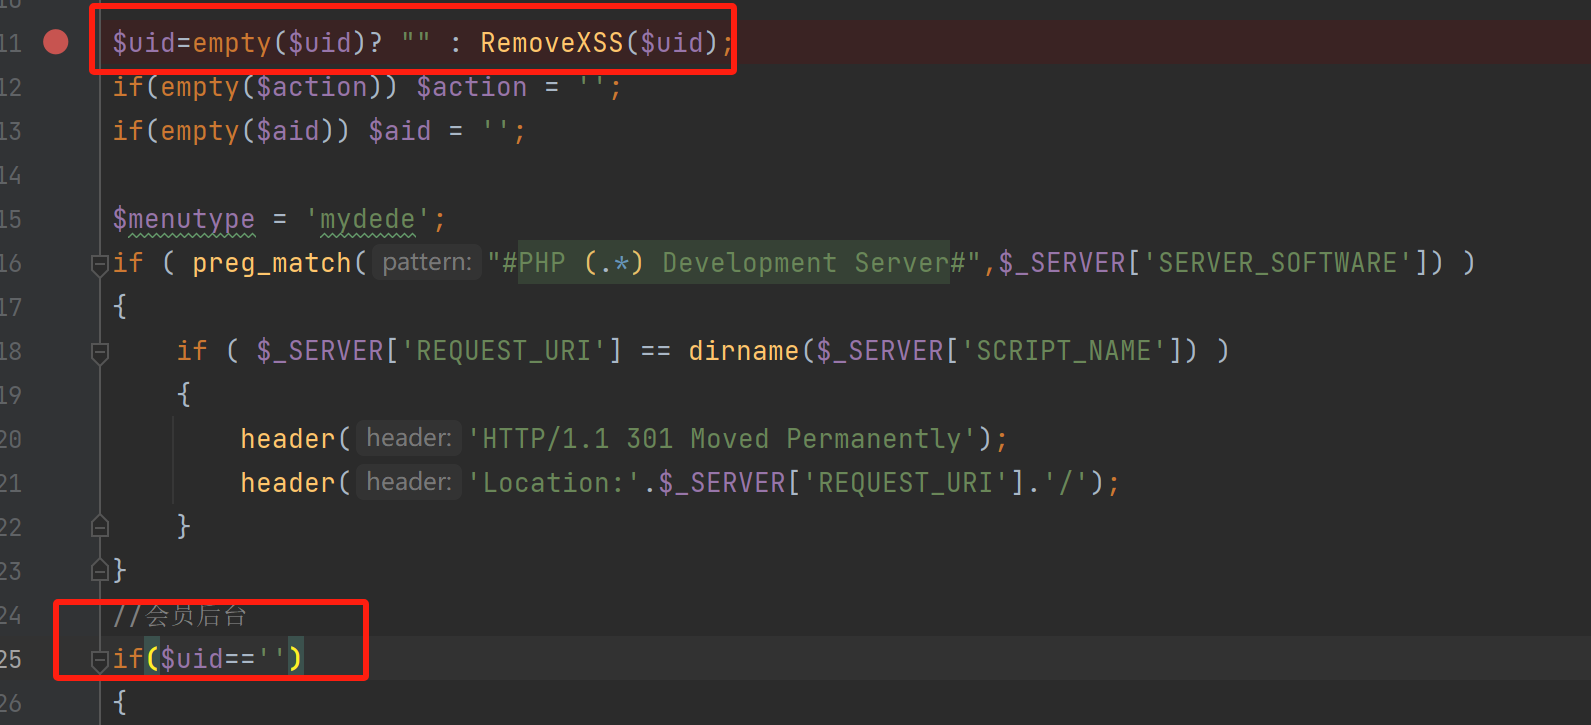 11 $uid=empty($uid)? "" : RemoveXSS($uid);
12 if(empty($action)) $action = '';
13 if(empty($aid)) $aid = '';
14
15 $menutype = 'mydede';
16 if ( preg_match( pattern: "#PHP (.*) Development Server#",$_SERVER['SERVER_SOFTWARE']) )
17 {
18 if ( $_SERVER['REQUEST_URI'] == dirname($_SERVER['SCRIPT_NAME']) )
19 {
20 header( header: 'HTTP/1.1 301 Moved Permanently');
21 header( header: 'Location:'.$_SERVER['REQUEST_URI'].'/');
22 }
23 }
24 //会员后台
25 if($uid=='')
26 {